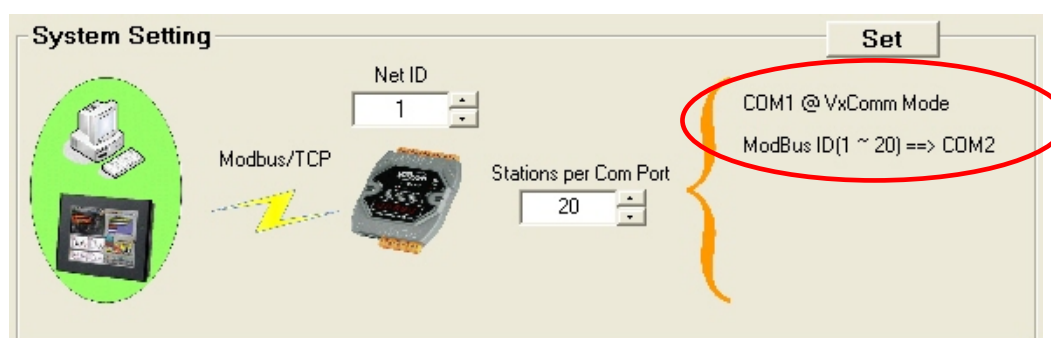 System Setting
Set
Net ID
1
Modbus/TCP
Stations per Com Port
20
COM1 @ VxComm Mode
ModBus ID(1 ~ 20) ==> COM2